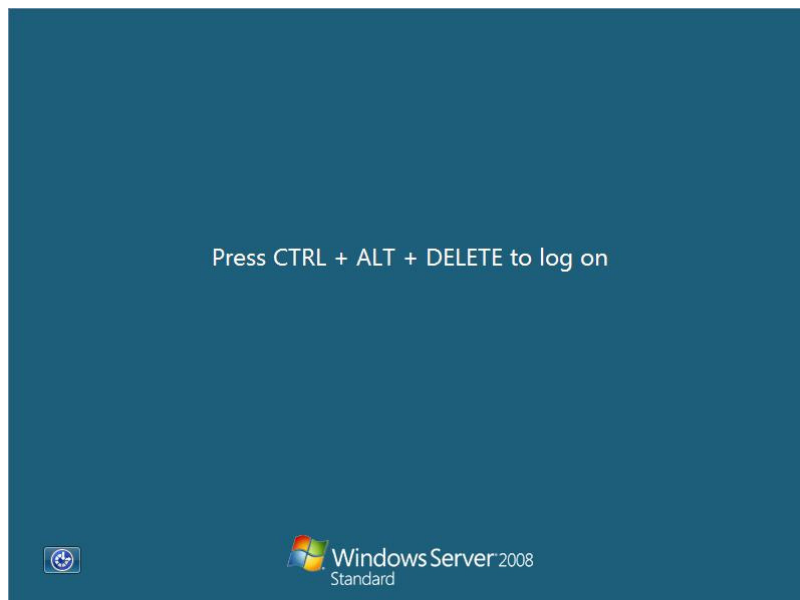 Press CTRL + ALT + DELETE to log on
Windows Server 2008
Standard